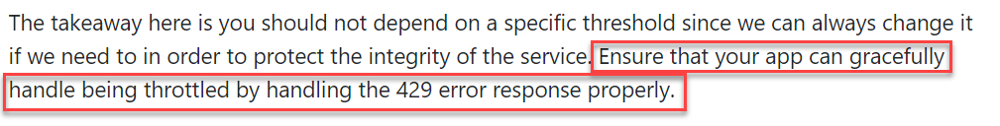 The takeaway here is you should not depend on a specific threshold since we can always change it
if we need to in order to protect the integrity of the service. Ensure that your app can gracefully
handle being throttled by handling the 429 error response properly.